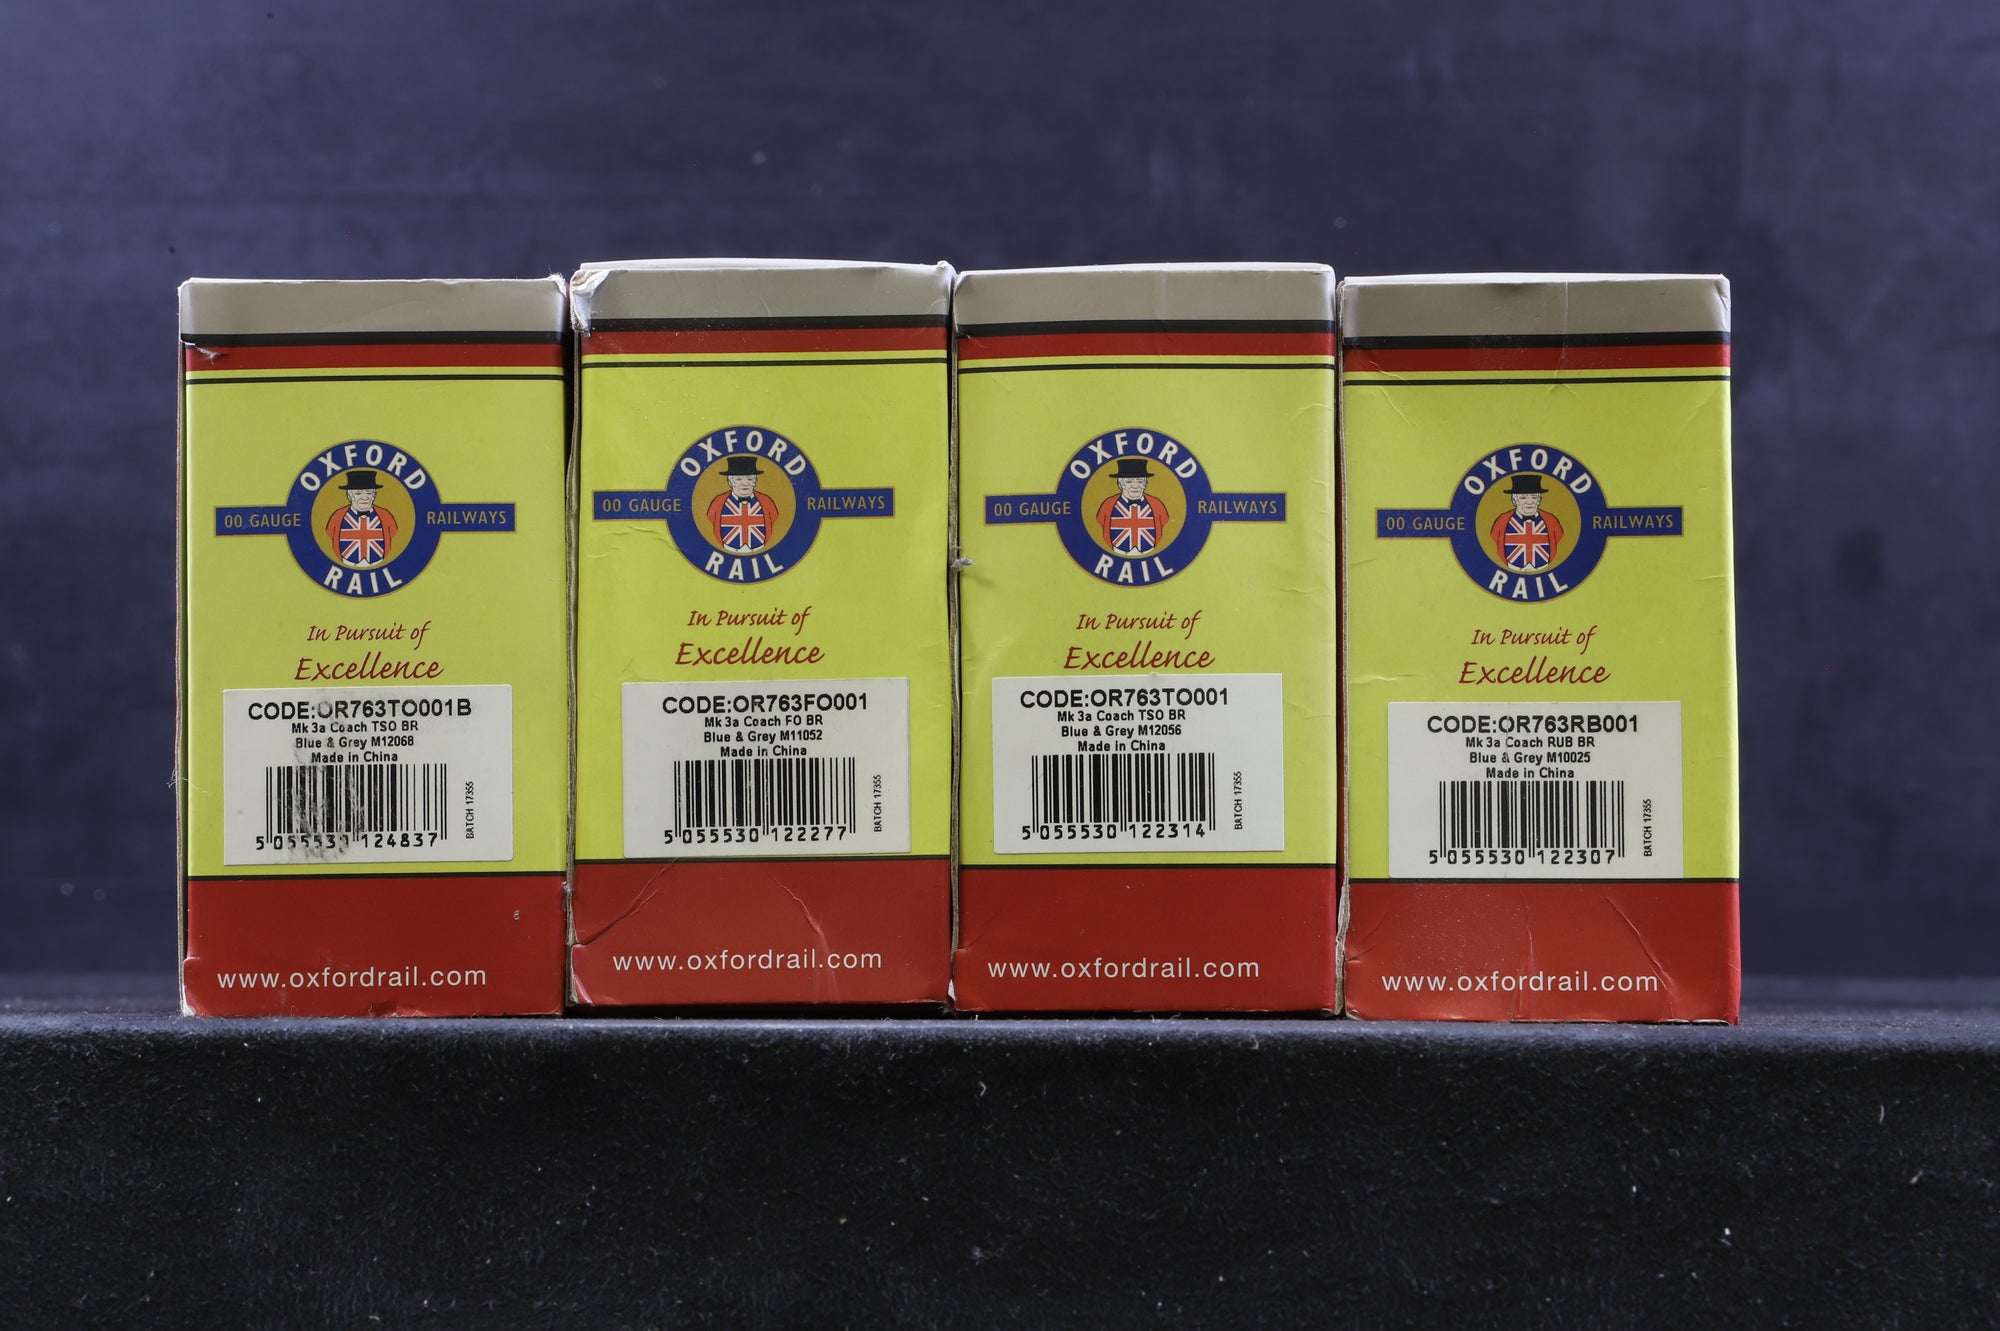 OXFORD
00 GAUGE RAILWAYS
RAIL
In Pursuit of
Excellence
CODE:OR763TO001B
Mk 3a Coach TSO BR
Blue & Grey M12068
Made in China
BATCH 17355
5 055530 124837
www.oxfordrail.com
OXFORD
00 GAUGE RAILWAYS
RAIL
In Pursuit of
Excellence
CODE:OR763FO001
Mk 3a Coach FO BR
Blue & Grey M11052
Made in China
BATCH 17355
5 055530 122277
www.oxfordrail.com
OXFORD
00 GAUGE RAILWAYS
RAIL
In Pursuit of
Excellence
CODE:OR763TO001
Mk 3a Coach TSO BR
Blue & Grey M12056
Made in China
BATCH 17355
5 055530 122314
www.oxfordrail.com
OXFORD
00 GAUGE RAILWAYS
RAIL
In Pursuit of
Excellence
CODE:OR763RB001
Mk 3a Coach RUB BR
Blue & Grey M10025
Made in China
BATCH 17355
5 055530 122307
www.oxfordrail.com